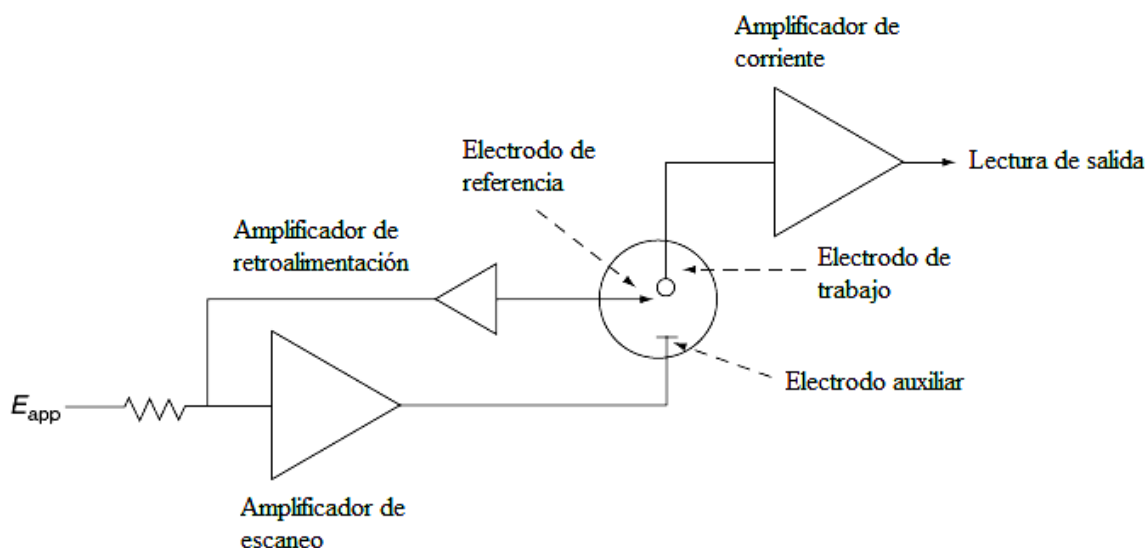 Amplificador de
corriente
Electrodo de
referencia
Lectura de salida
Amplificador de
retroalimentación
Electrodo de
trabajo
Electrodo auxiliar
Eapp
Amplificador de
escaneo